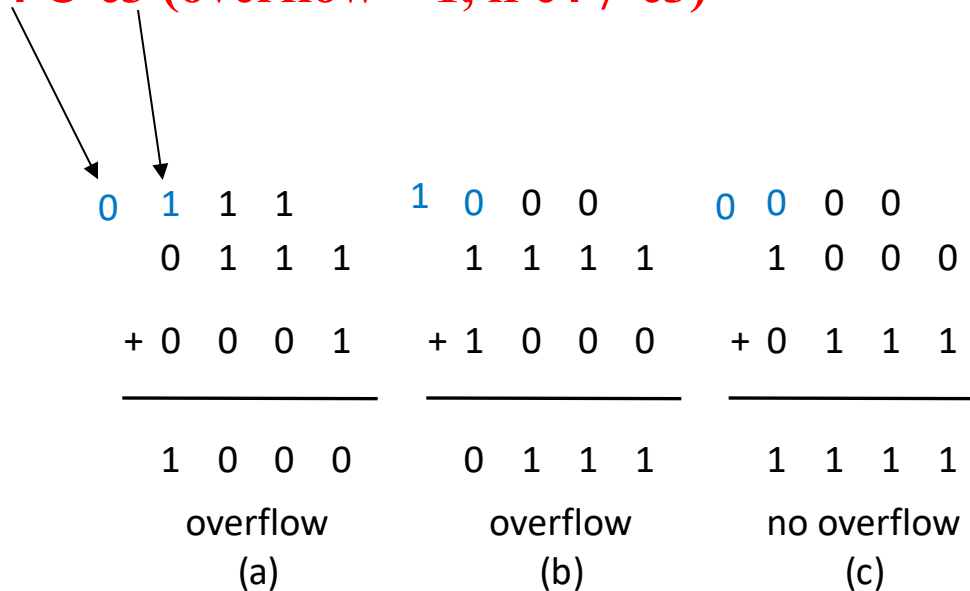 0 1 1 1 1 0 0 0 0 0 0 0
0 1 1 1 1 1 1 1 1 0 0 0
+ 0 0 0 1 + 1 0 0 0 + 0 1 1 1
1 0 0 0 0 1 1 1 1 1 1 1
overflow overflow no overflow
(a) (b) (c)